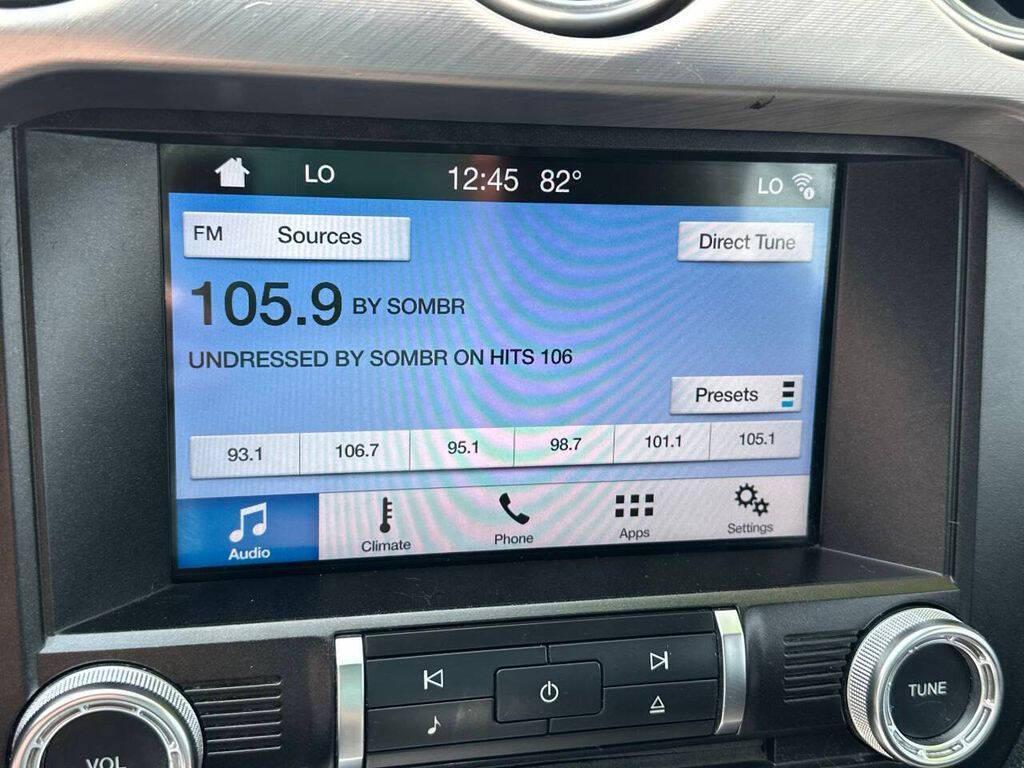 LO 12:45 82° LO
FM Sources Direct Tune
105.9 BY SOMBR
UNDRESSED BY SOMBR ON HITS 106
Presets
93.1 106.7 95.1 98.7 101.1 105.1
Audio Climate Phone Apps Settings
TUNE
VOL